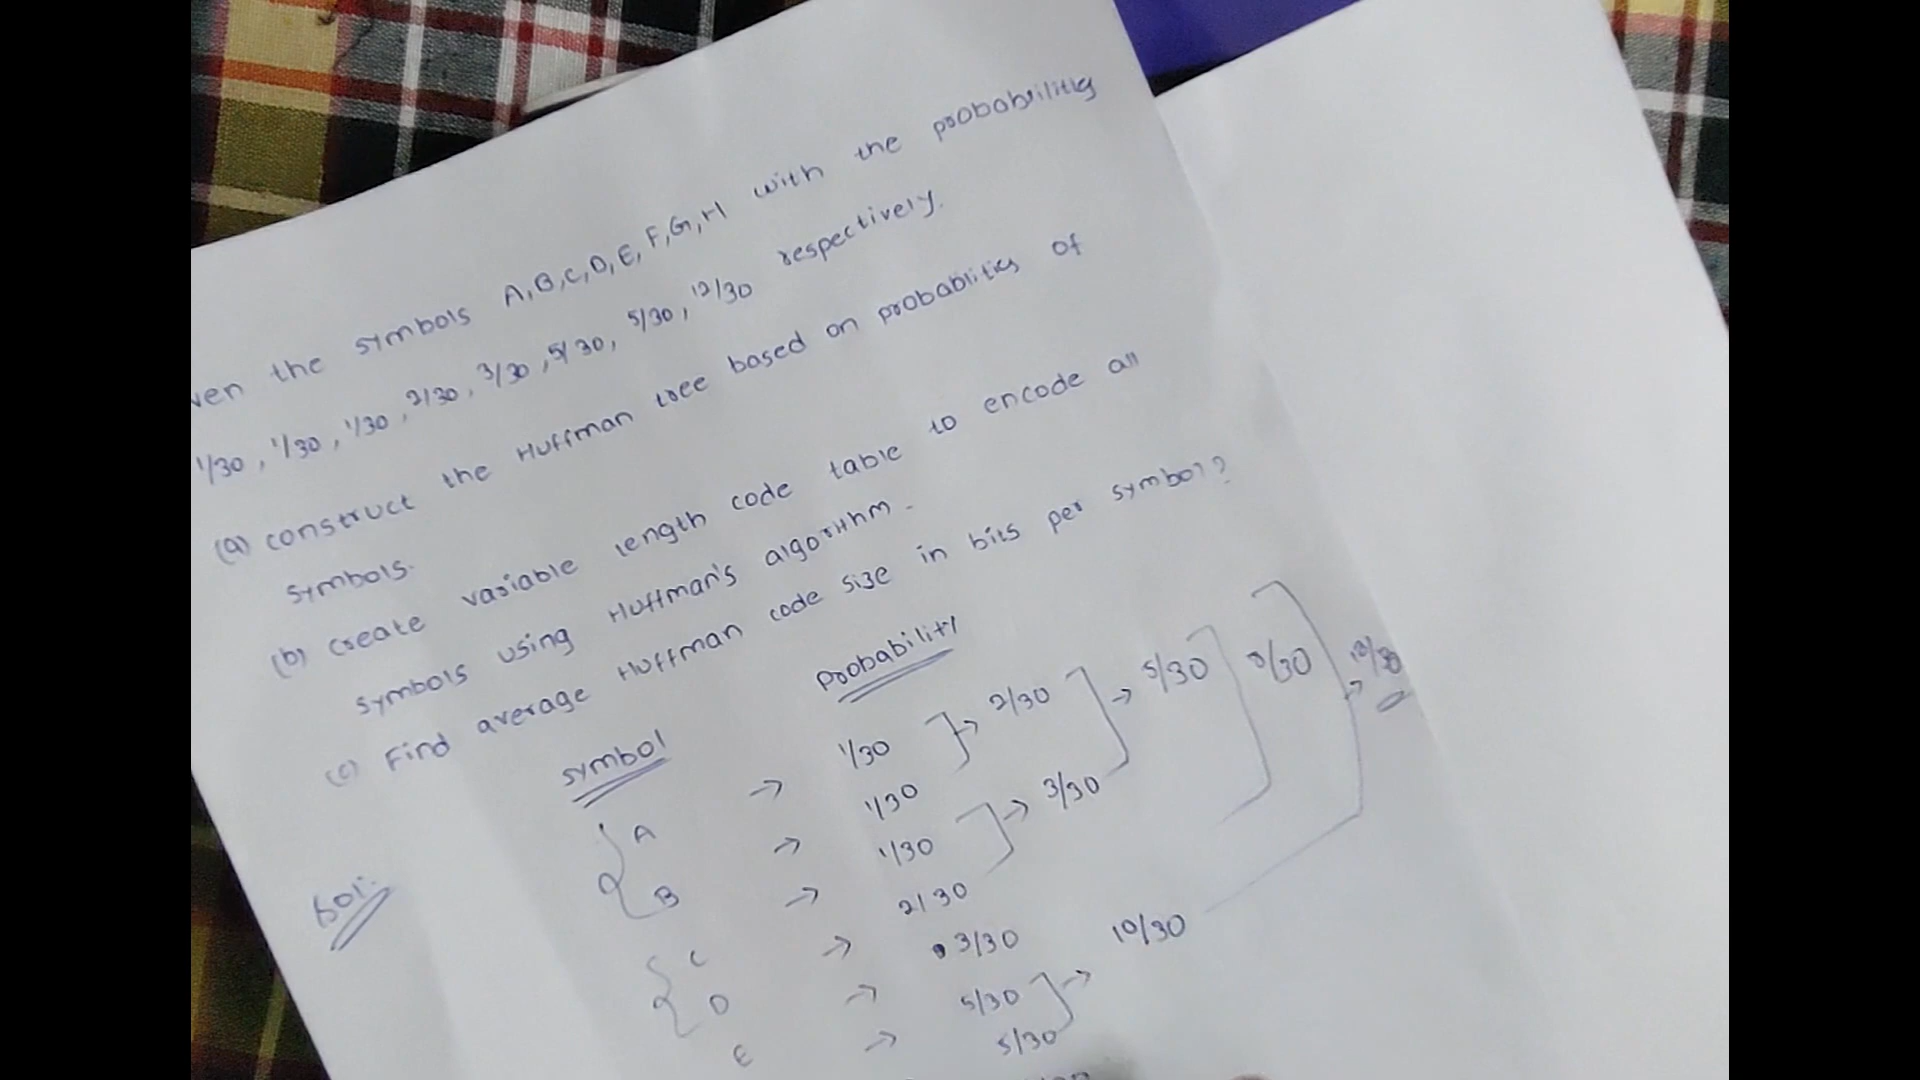 ven the symbols A,B,C,D,E,F,G,H with the probabilities
1/30, 1/30, 1/30, 2/30, 3/30, 5/30, 5/30, 12/30 respectively.
(a) construct the Huffman tree based on probablities of
symbols.
(b) create variable length code table to encode all
symbols using Huffman's algorithm.
(c) Find average Huffman code size in bits per symbol?
Sol:
symbol probability
A → 1/30 → 2/30 → 5/30 8/30 →
B → 1/30
C → 1/30 → 3/30
D → 2/30
E → 3/30
5/30 → 10/30
5/30